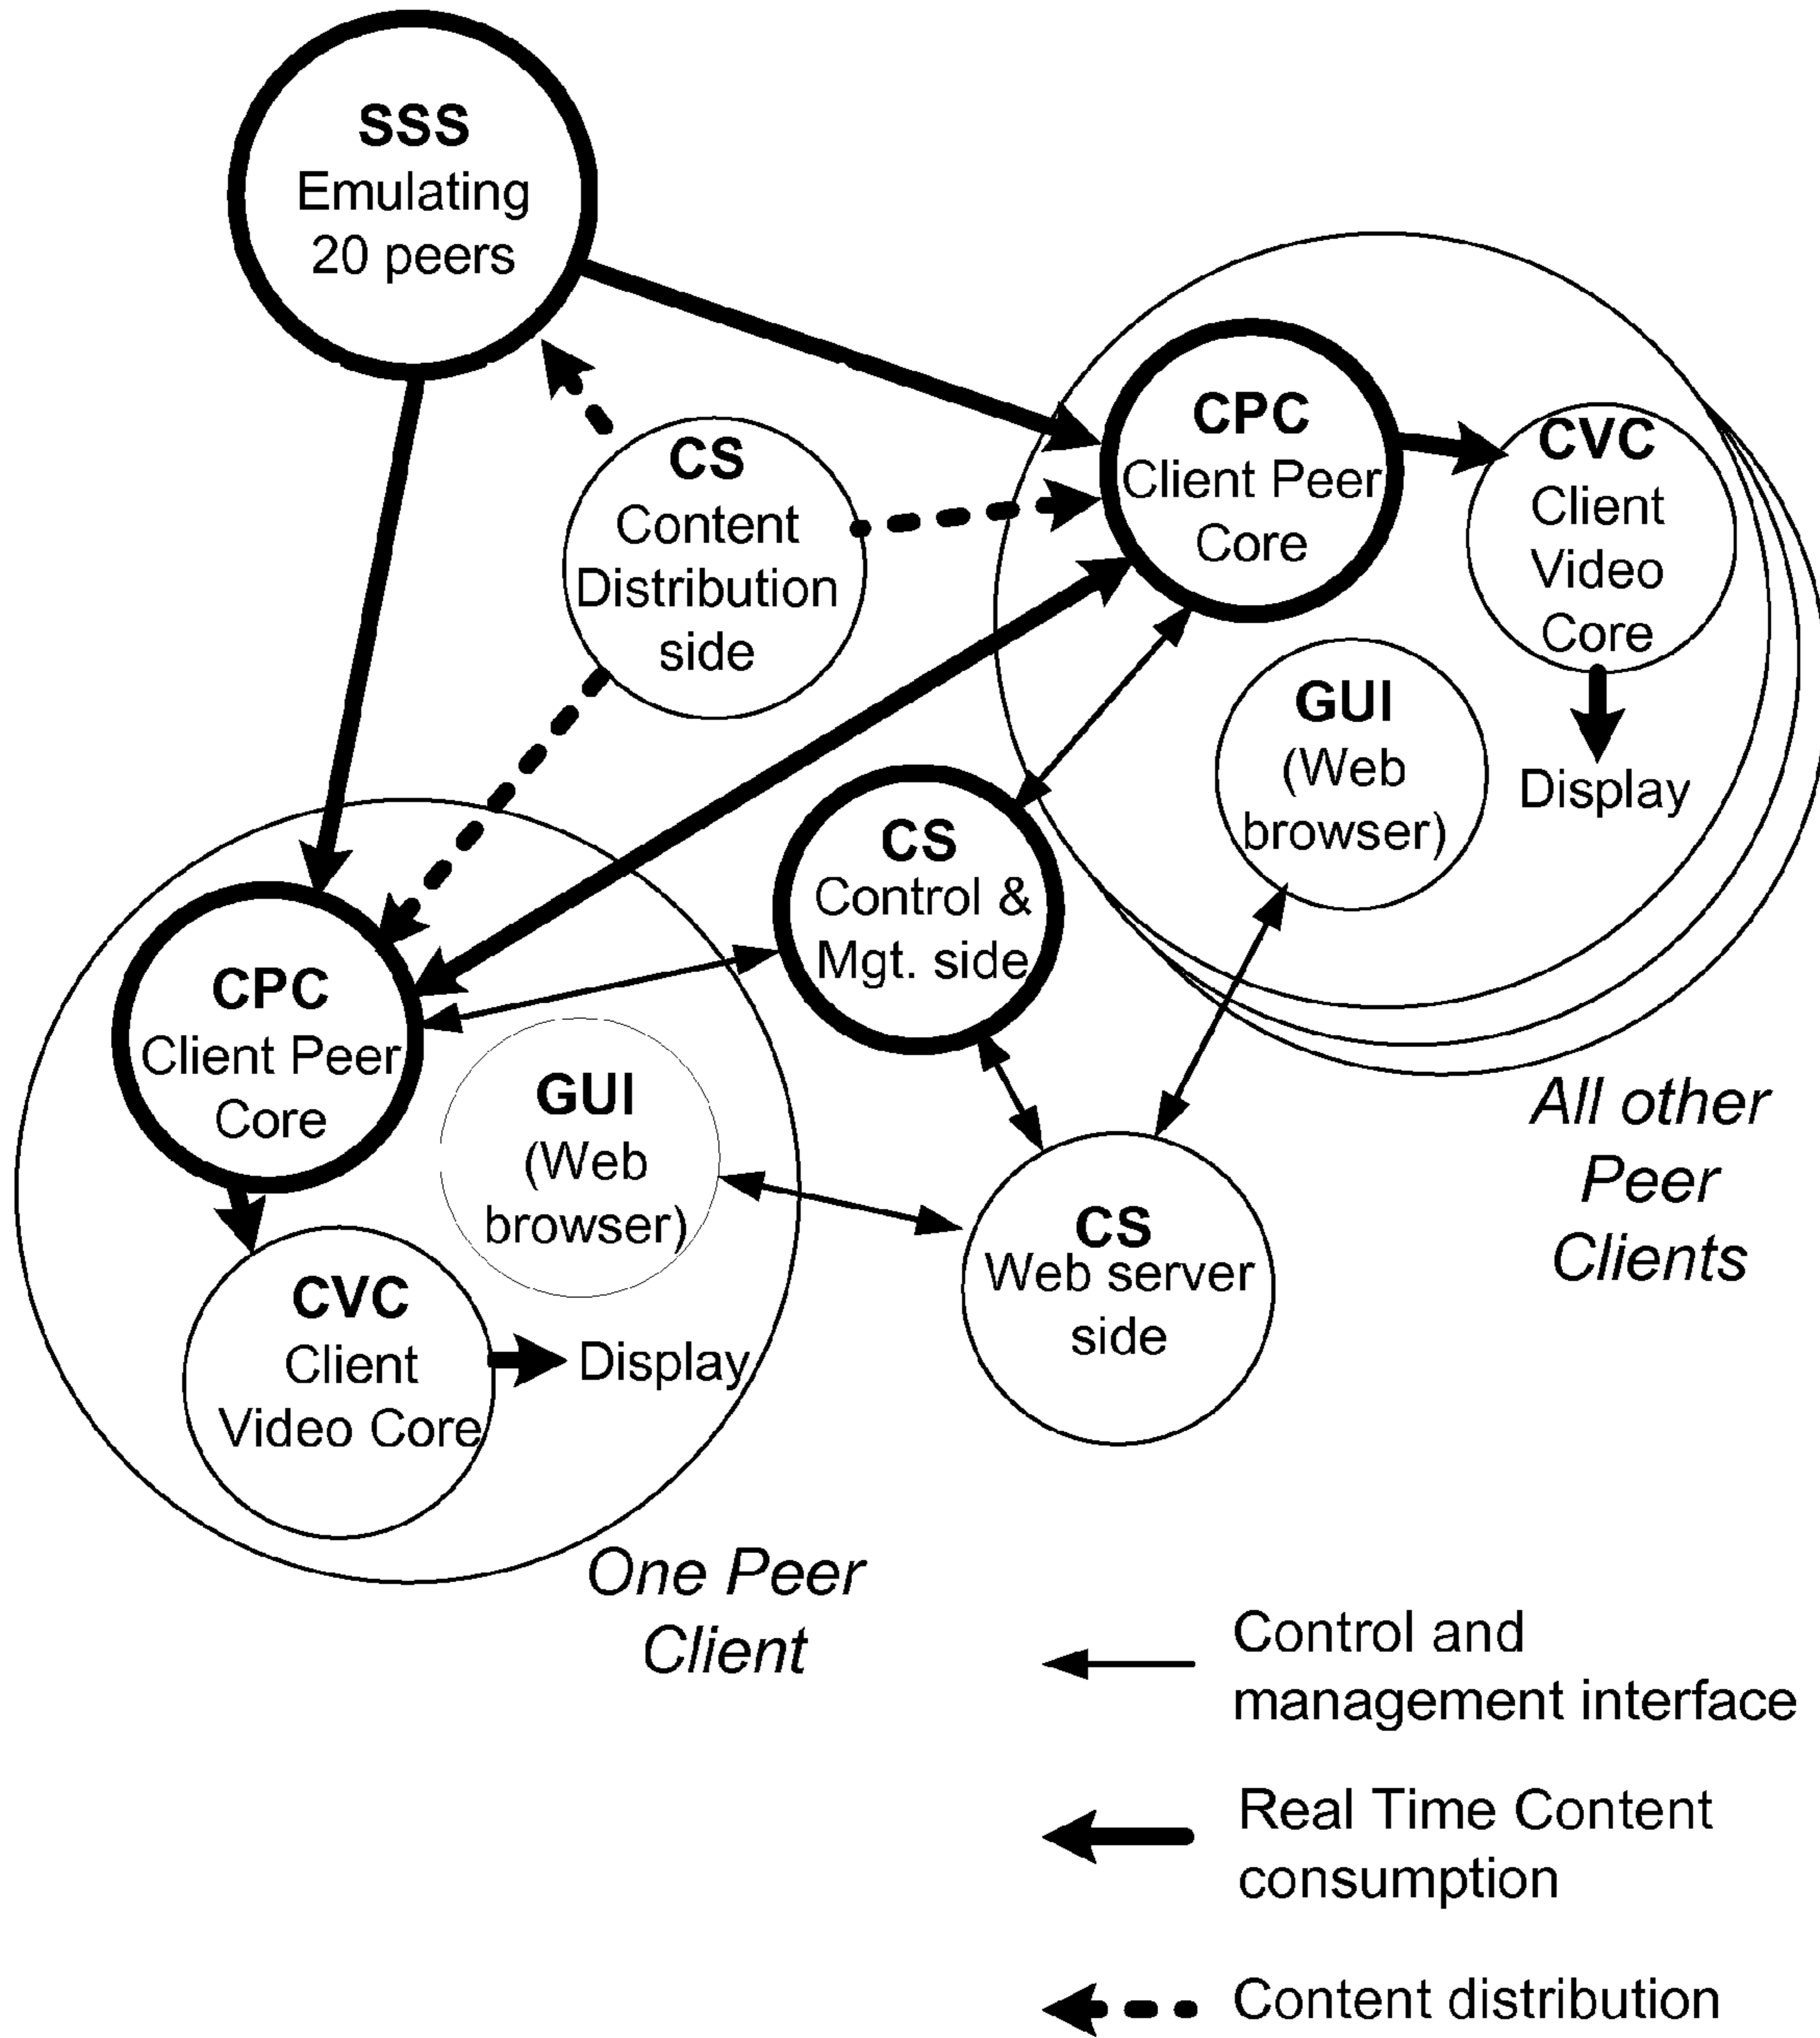 SSS
Emulating
20 peers
CS
Content
Distribution
side
CPC
Client Peer
Core
CVC
Client
Video
Core
GUI
(Web
browser)
Display
CS
Control &
Mgt. side
CPC
Client Peer
Core
GUI
(Web
browser)
CVC
Client
Video Core
Display
CS
Web server
side
All other
Peer
Clients
One Peer
Client
Control and
management interface
Real Time Content
consumption
Content distribution